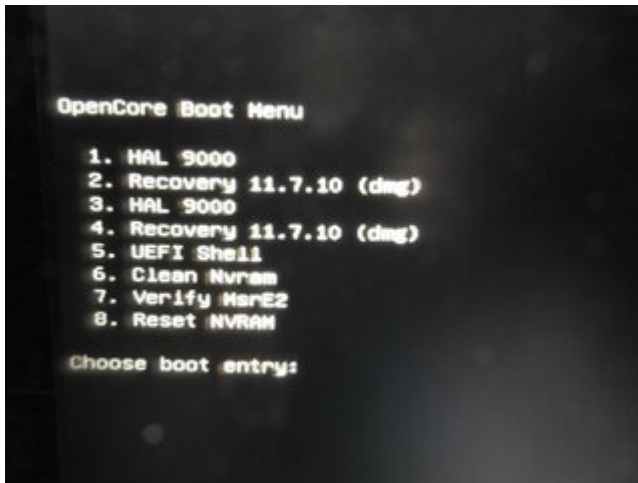 OpenCore Boot Menu
1. HAL 9000
2. Recovery 11.7.10 (dmg)
3. HAL 9000
4. Recovery 11.7.10 (dmg)
5. UEFI Shell
6. Clean Nvram
7. Verify MsrE2
8. Reset NVRAM
Choose boot entry: